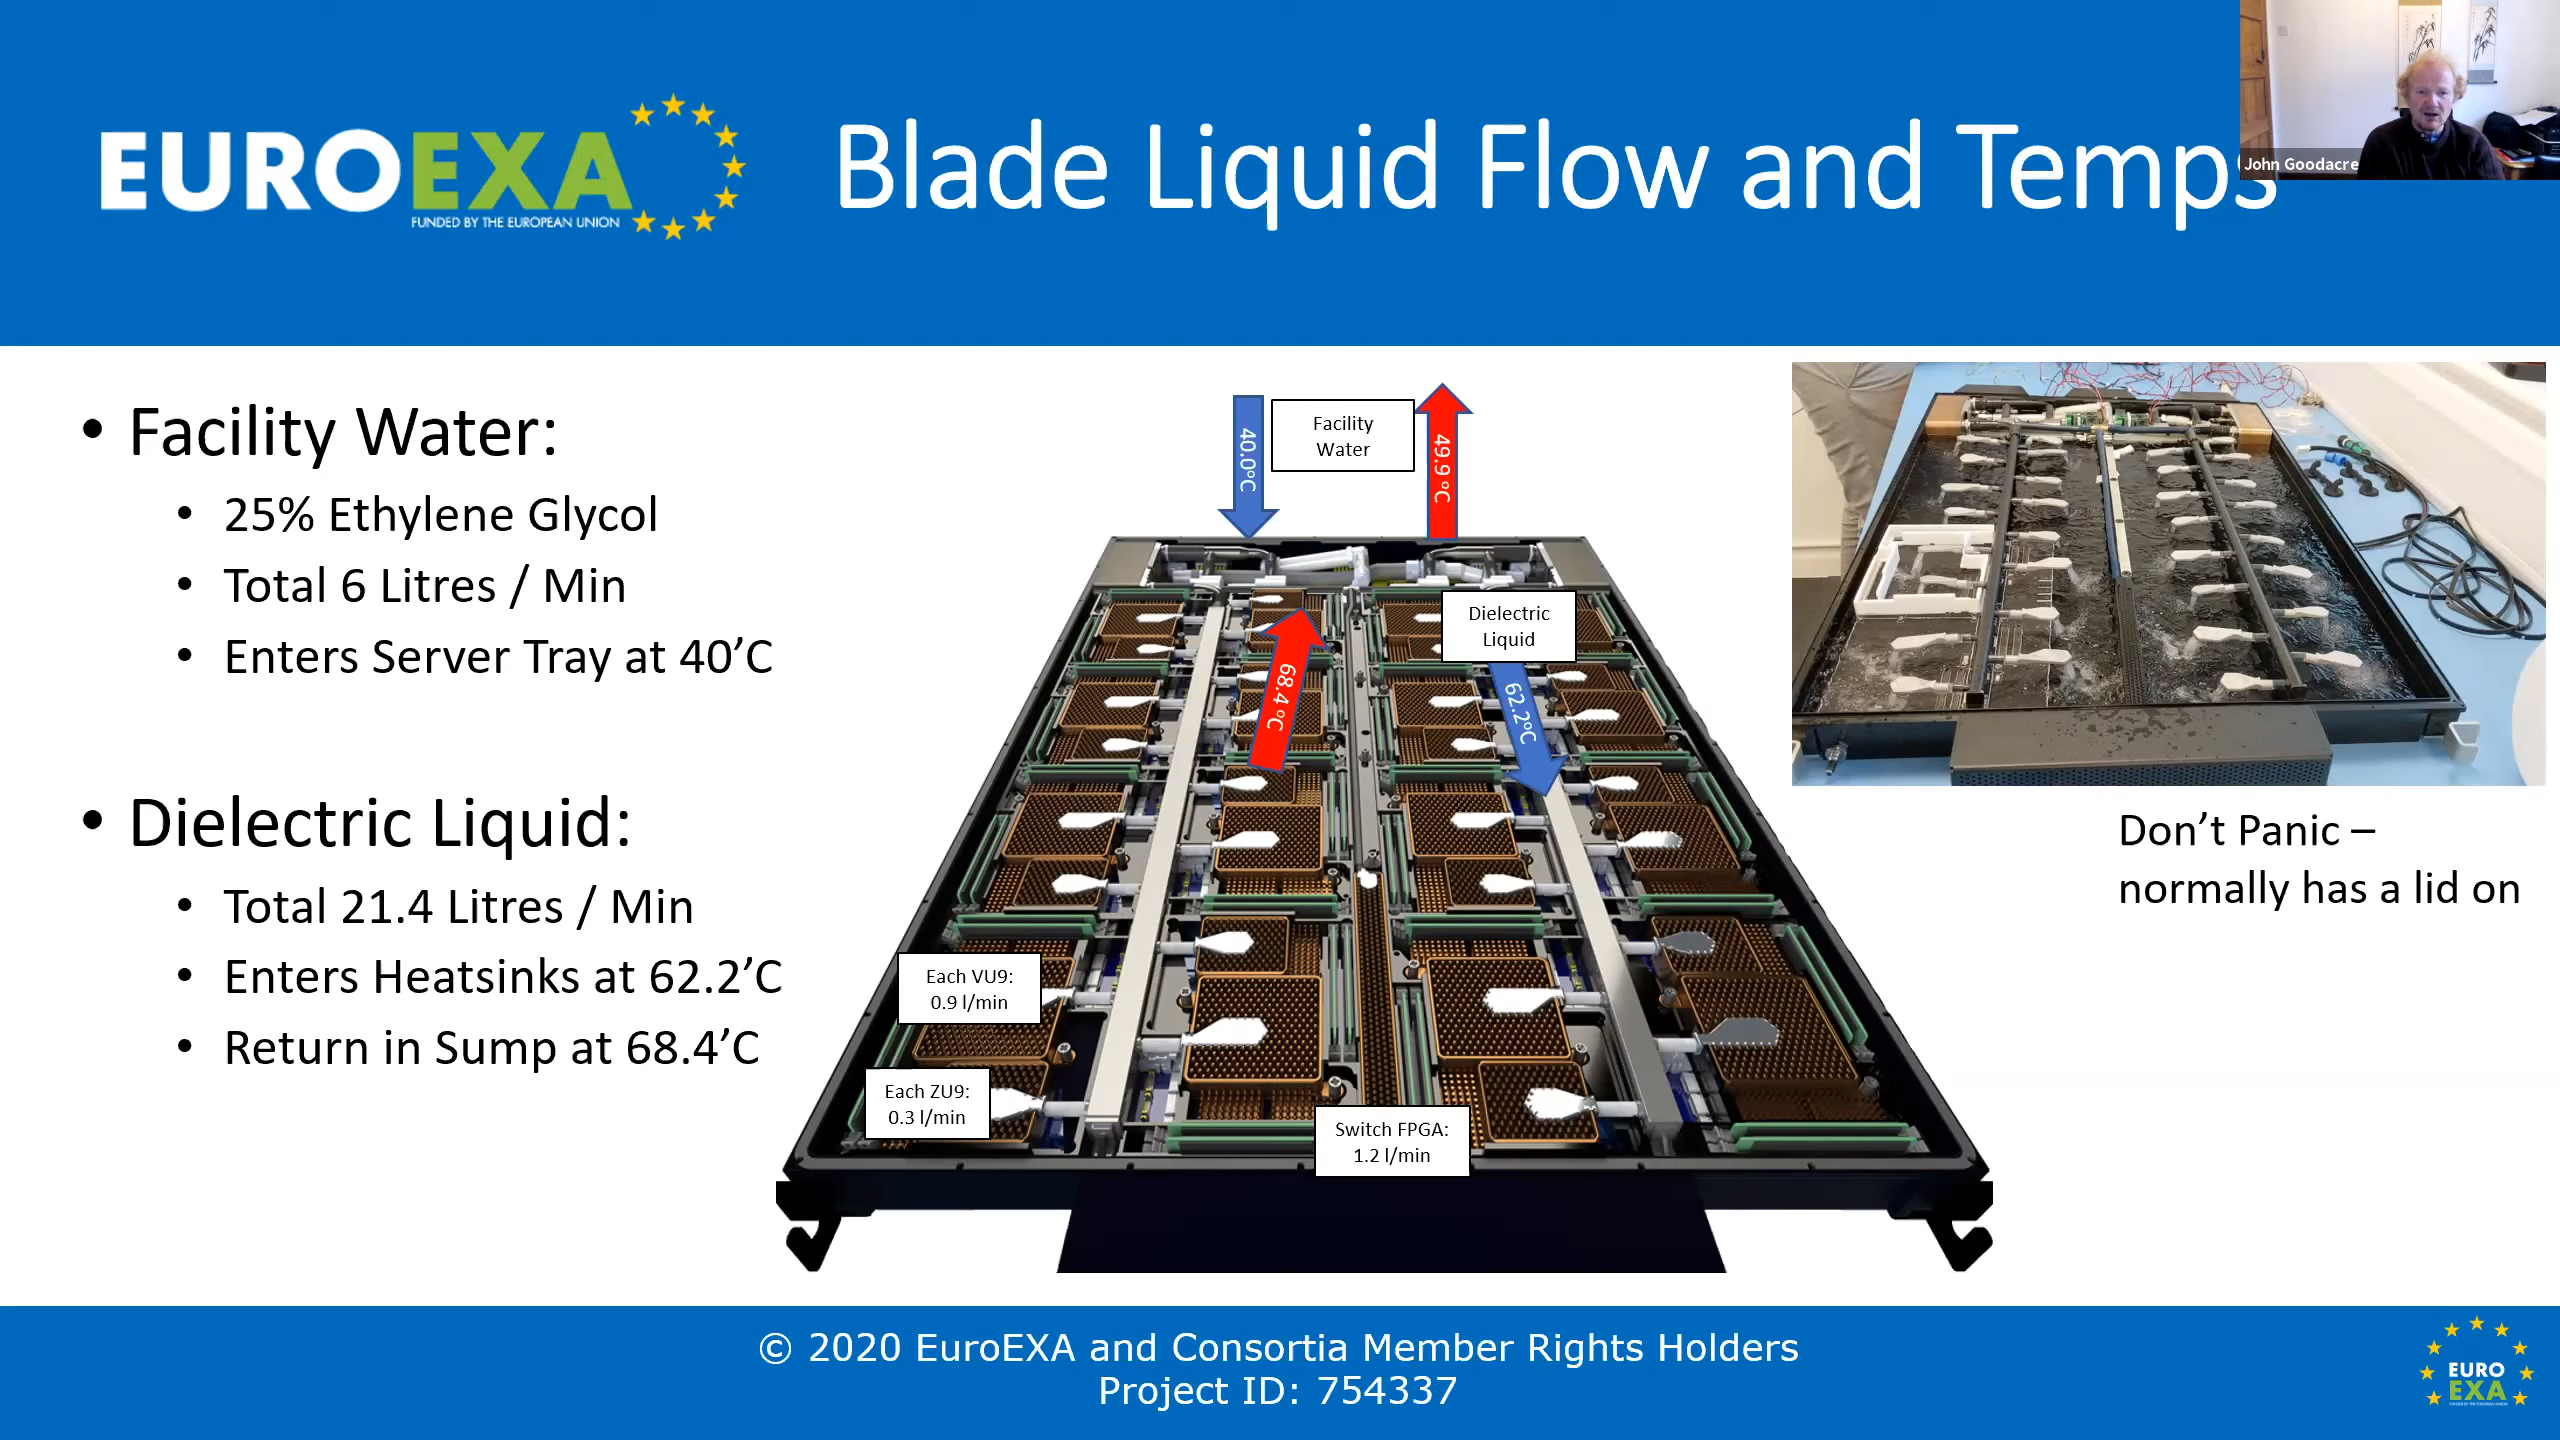 EUROEXA
FUNDED BY THE EUROPEAN UNION
Blade Liquid Flow and Temps
John Goodacre
• Facility Water:
• 25% Ethylene Glycol
• Total 6 Litres / Min
• Enters Server Tray at 40’C
• Dielectric Liquid:
• Total 21.4 Litres / Min
• Enters Heatsinks at 62.2’C
• Return in Sump at 68.4’C
40.0ºC
Facility
Water
49.9 ºC
Dielectric
Liquid
68.4 ºC
62.2ºC
Each VU9:
0.9 l/min
Each ZU9:
0.3 l/min
Switch FPGA:
1.2 l/min
Don’t Panic –
normally has a lid on
© 2020 EuroEXA and Consortia Member Rights Holders
Project ID: 754337
EURO
EXA